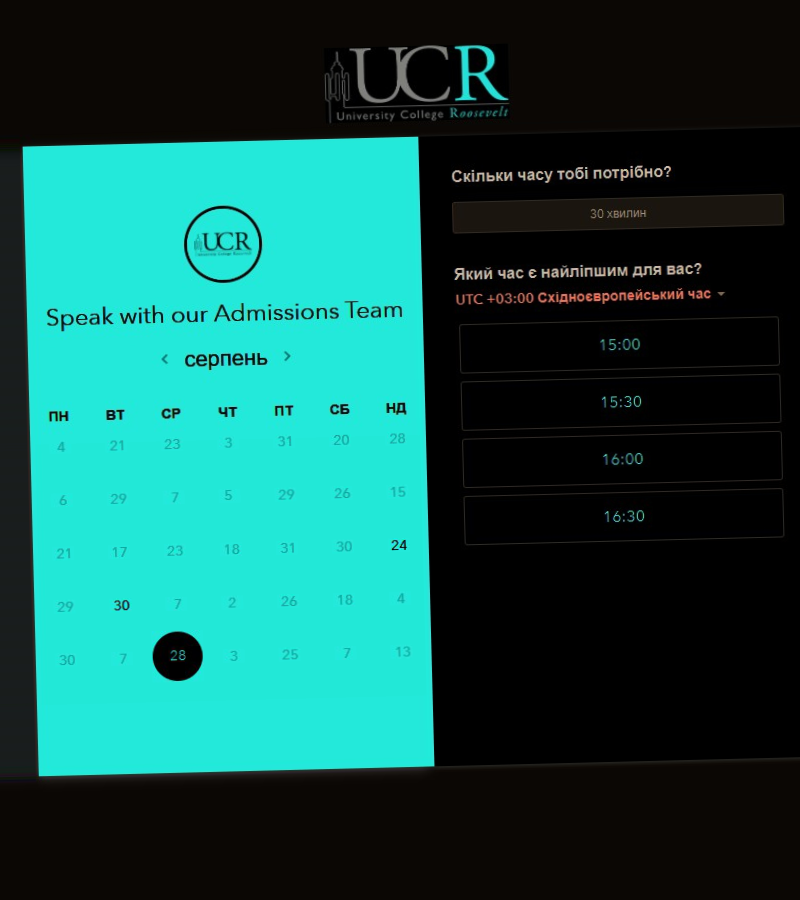 UCR
University College Roosevelt
UCR
University College Roosevelt
Speak with our Admissions Team
серпень
ПН ВТ СР ЧТ ПТ СБ НД
4 21 23 3 31 20 28
6 29 7 5 29 26 15
21 17 23 18 31 30 24
29 30 7 2 26 18 4
30 7 28 3 25 7 13
Скільки часу тобі потрібно?
30 хвилин
Який час є найліпшим для вас?
UTC +03:00 Східноєвропейський час
15:00
15:30
16:00
16:30